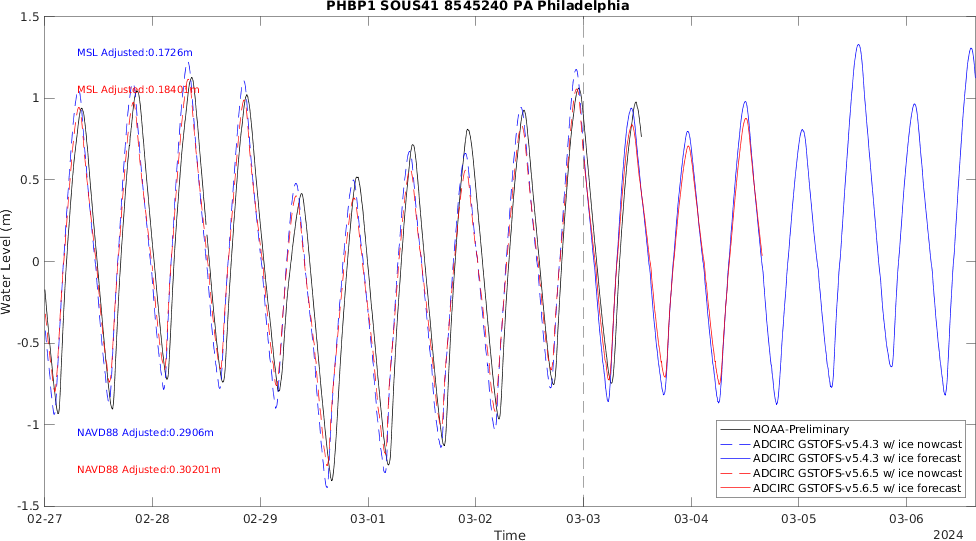 PHBP1 SOUS41 8545240 PA Philadelphia
1.5
MSL Adjusted:0.1726m
MSL Adjusted:0.18401m
1
0.5
0
-0.5
-1
-1.5
Water Level (m)
NAVD88 Adjusted:0.2906m
NAVD88 Adjusted:0.30201m
NOAA-Preliminary
ADCIRC GSTOFS-v5.4.3 w/ ice nowcast
ADCIRC GSTOFS-v5.4.3 w/ ice forecast
ADCIRC GSTOFS-v5.6.5 w/ ice nowcast
ADCIRC GSTOFS-v5.6.5 w/ ice forecast
02-27 02-28 02-29 03-01 03-02 03-03 03-04 03-05 03-06
Time
2024